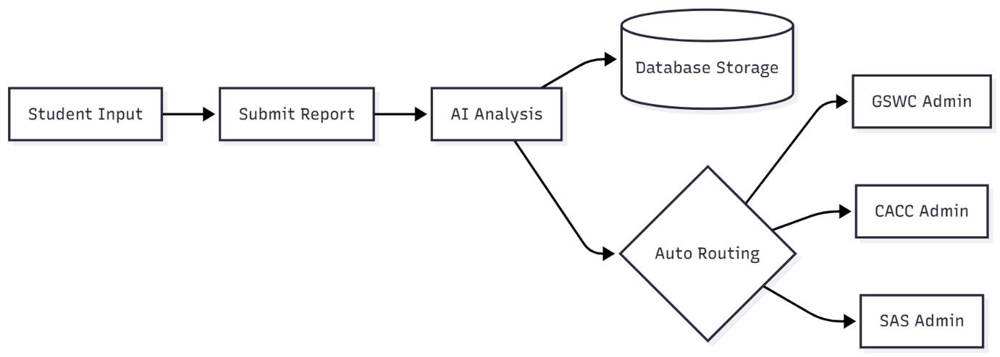 Student Input
Submit Report
AI Analysis
Database Storage
Auto Routing
GSWC Admin
CACC Admin
SAS Admin